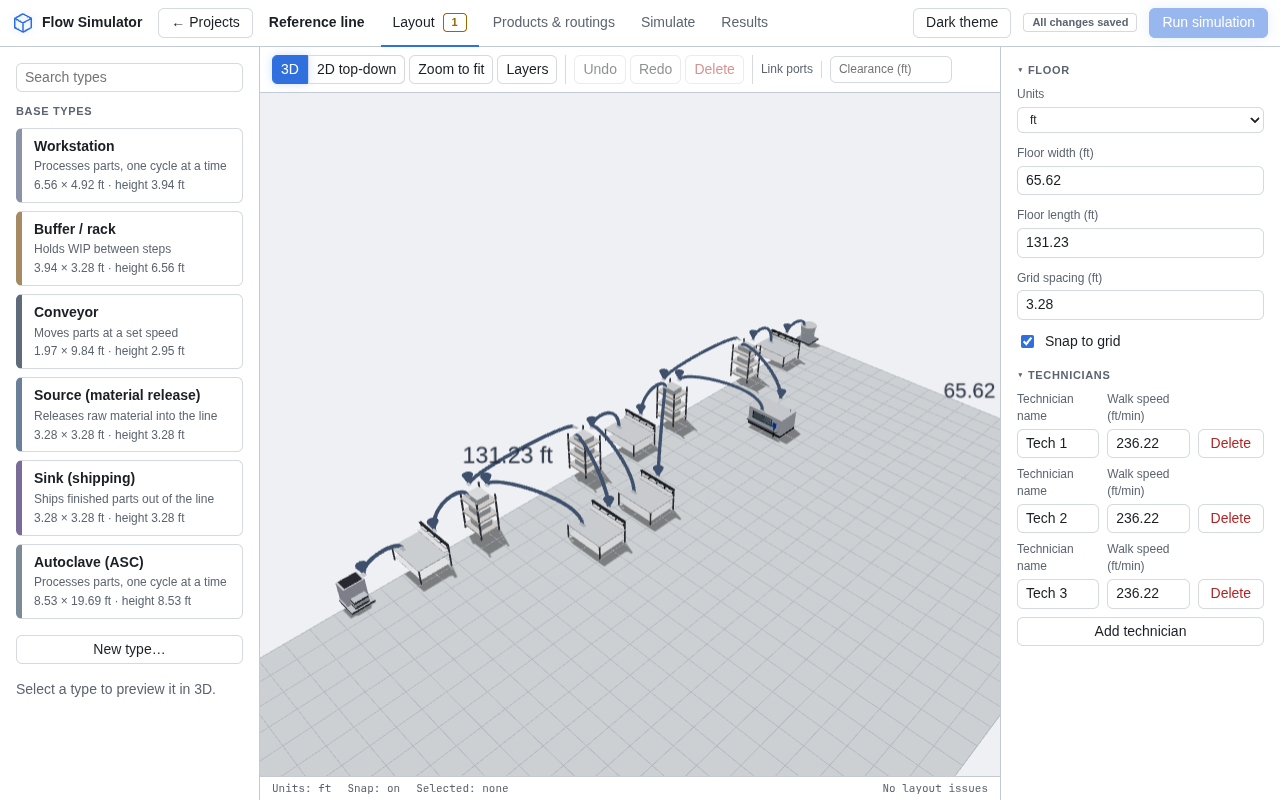 Flow Simulator
← Projects
Reference line
Layout 1
Products & routings
Simulate
Results
Dark theme
All changes saved
Run simulation
Search types
BASE TYPES
Workstation
Processes parts, one cycle at a time
6.56 × 4.92 ft · height 3.94 ft
Buffer / rack
Holds WIP between steps
3.94 × 3.28 ft · height 6.56 ft
Conveyor
Moves parts at a set speed
1.97 × 9.84 ft · height 2.95 ft
Source (material release)
Releases raw material into the line
3.28 × 3.28 ft · height 3.28 ft
Sink (shipping)
Ships finished parts out of the line
3.28 × 3.28 ft · height 3.28 ft
Autoclave (ASC)
Processes parts, one cycle at a time
8.53 × 19.69 ft · height 8.53 ft
New type…
Select a type to preview it in 3D.
3D
2D top-down
Zoom to fit
Layers
Undo
Redo
Delete
Link ports
Clearance (ft)
131.23 ft
65.62
Units: ft
Snap: on
Selected: none
No layout issues
▾ FLOOR
Units
ft
Floor width (ft)
65.62
Floor length (ft)
131.23
Grid spacing (ft)
3.28
Snap to grid
▾ TECHNICIANS
Technician name
Walk speed (ft/min)
Tech 1
236.22
Delete
Technician name
Walk speed (ft/min)
Tech 2
236.22
Delete
Technician name
Walk speed (ft/min)
Tech 3
236.22
Delete
Add technician